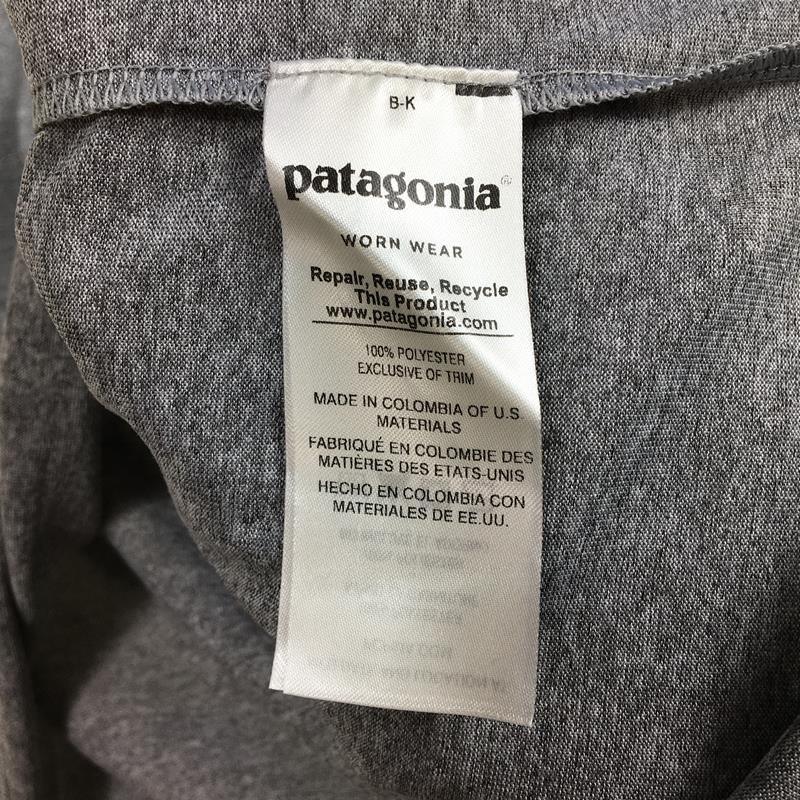 B-K
patagonia®
WORN WEAR
Repair, Reuse, Recycle
This Product
www.patagonia.com
100% POLYESTER
EXCLUSIVE OF TRIM
MADE IN COLOMBIA OF U.S.
MATERIALS
FABRIQUÉ EN COLOMBIE DES
MATIÈRES DES ETATS-UNIS
HECHO EN COLOMBIA CON
MATERIALES DE EE.UU.